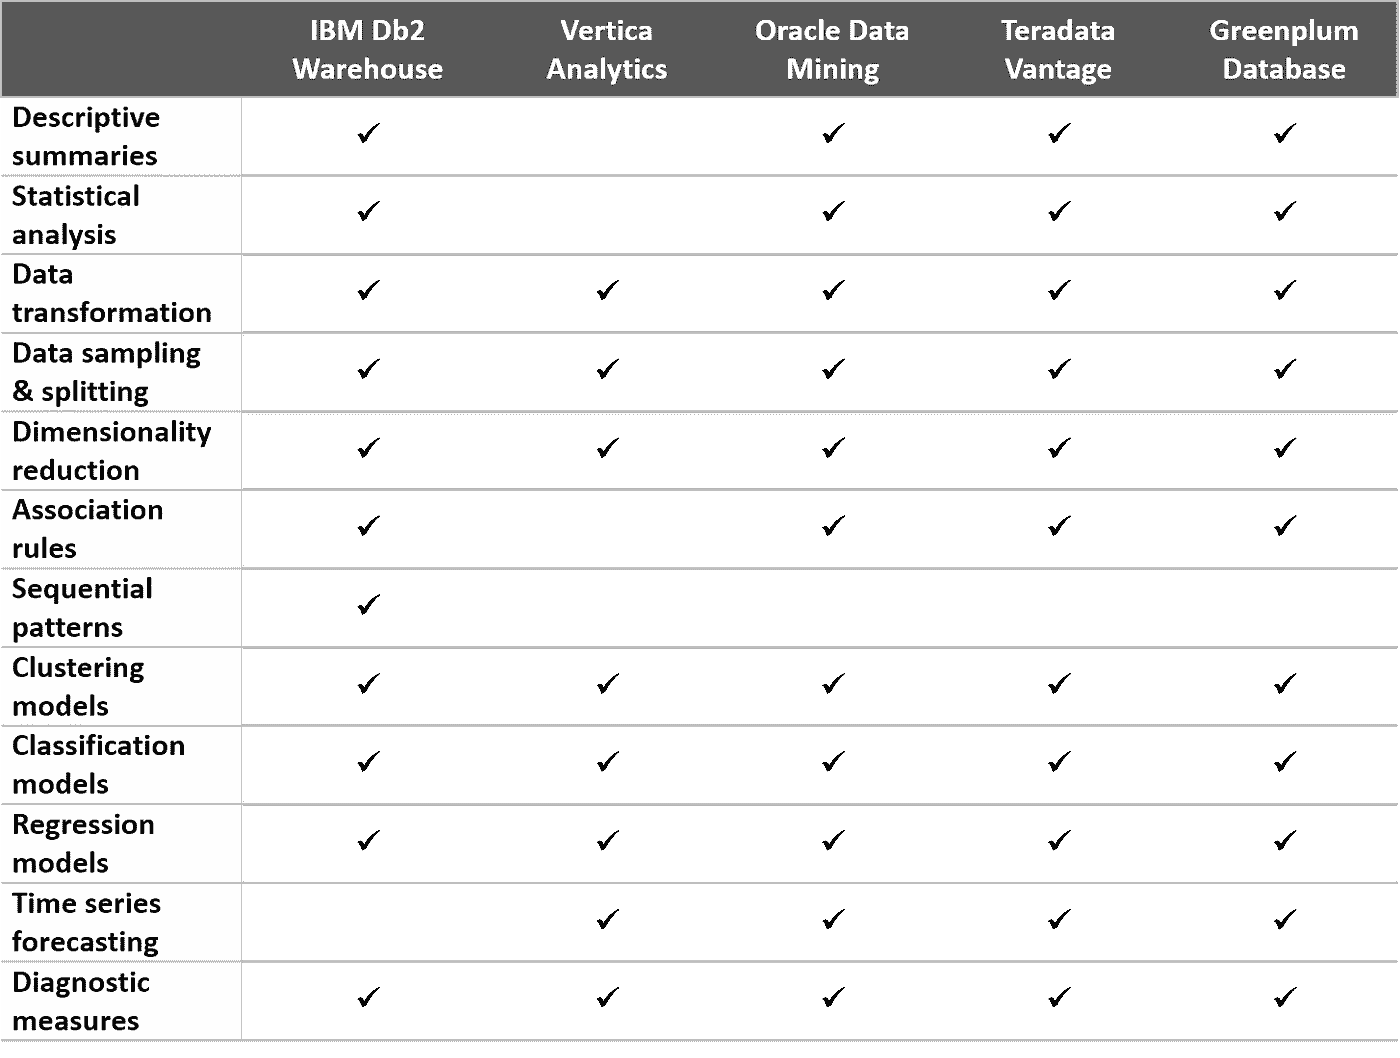 IBM Db2 Warehouse
Vertica Analytics
Oracle Data Mining
Teradata Vantage
Greenplum Database
Descriptive summaries ✓ ✓ ✓ ✓
Statistical analysis ✓ ✓ ✓ ✓
Data transformation ✓ ✓ ✓ ✓ ✓
Data sampling & splitting ✓ ✓ ✓ ✓ ✓
Dimensionality reduction ✓ ✓ ✓ ✓ ✓
Association rules ✓ ✓ ✓ ✓
Sequential patterns ✓
Clustering models ✓ ✓ ✓ ✓ ✓
Classification models ✓ ✓ ✓ ✓ ✓
Regression models ✓ ✓ ✓ ✓ ✓
Time series forecasting ✓ ✓ ✓ ✓
Diagnostic measures ✓ ✓ ✓ ✓ ✓